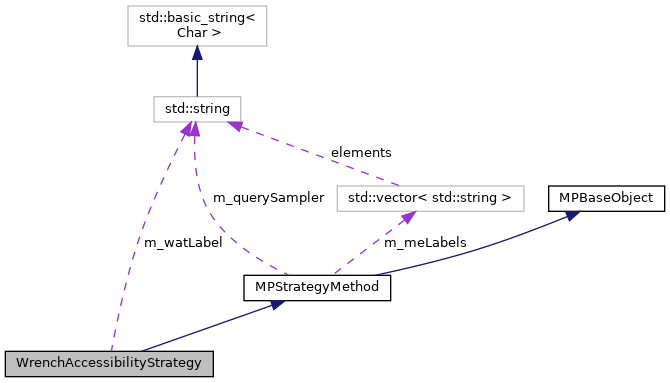 std::basic_string<
Char >
std::string
elements
m_querySampler
std::vector< std::string >
MPBaseObject
m_watLabel
m_meLabels
MPStrategyMethod
WrenchAccessibilityStrategy